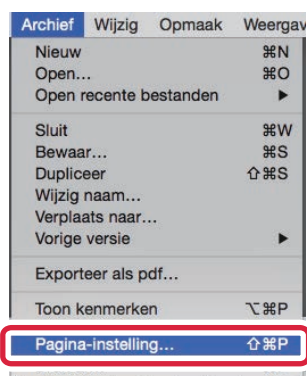 Archief Wijzig Opmaak Weergav
Nieuw ⌘N
Open... ⌘O
Open recente bestanden ▶
Sluit ⌘W
Bewaar... ⌘S
Dupliceer ⇧⌘S
Wijzig naam...
Verplaats naar...
Vorige versie ▶
Exporteer als pdf...
Toon kenmerken ⌥⌘P
Pagina-instelling... ⇧⌘P